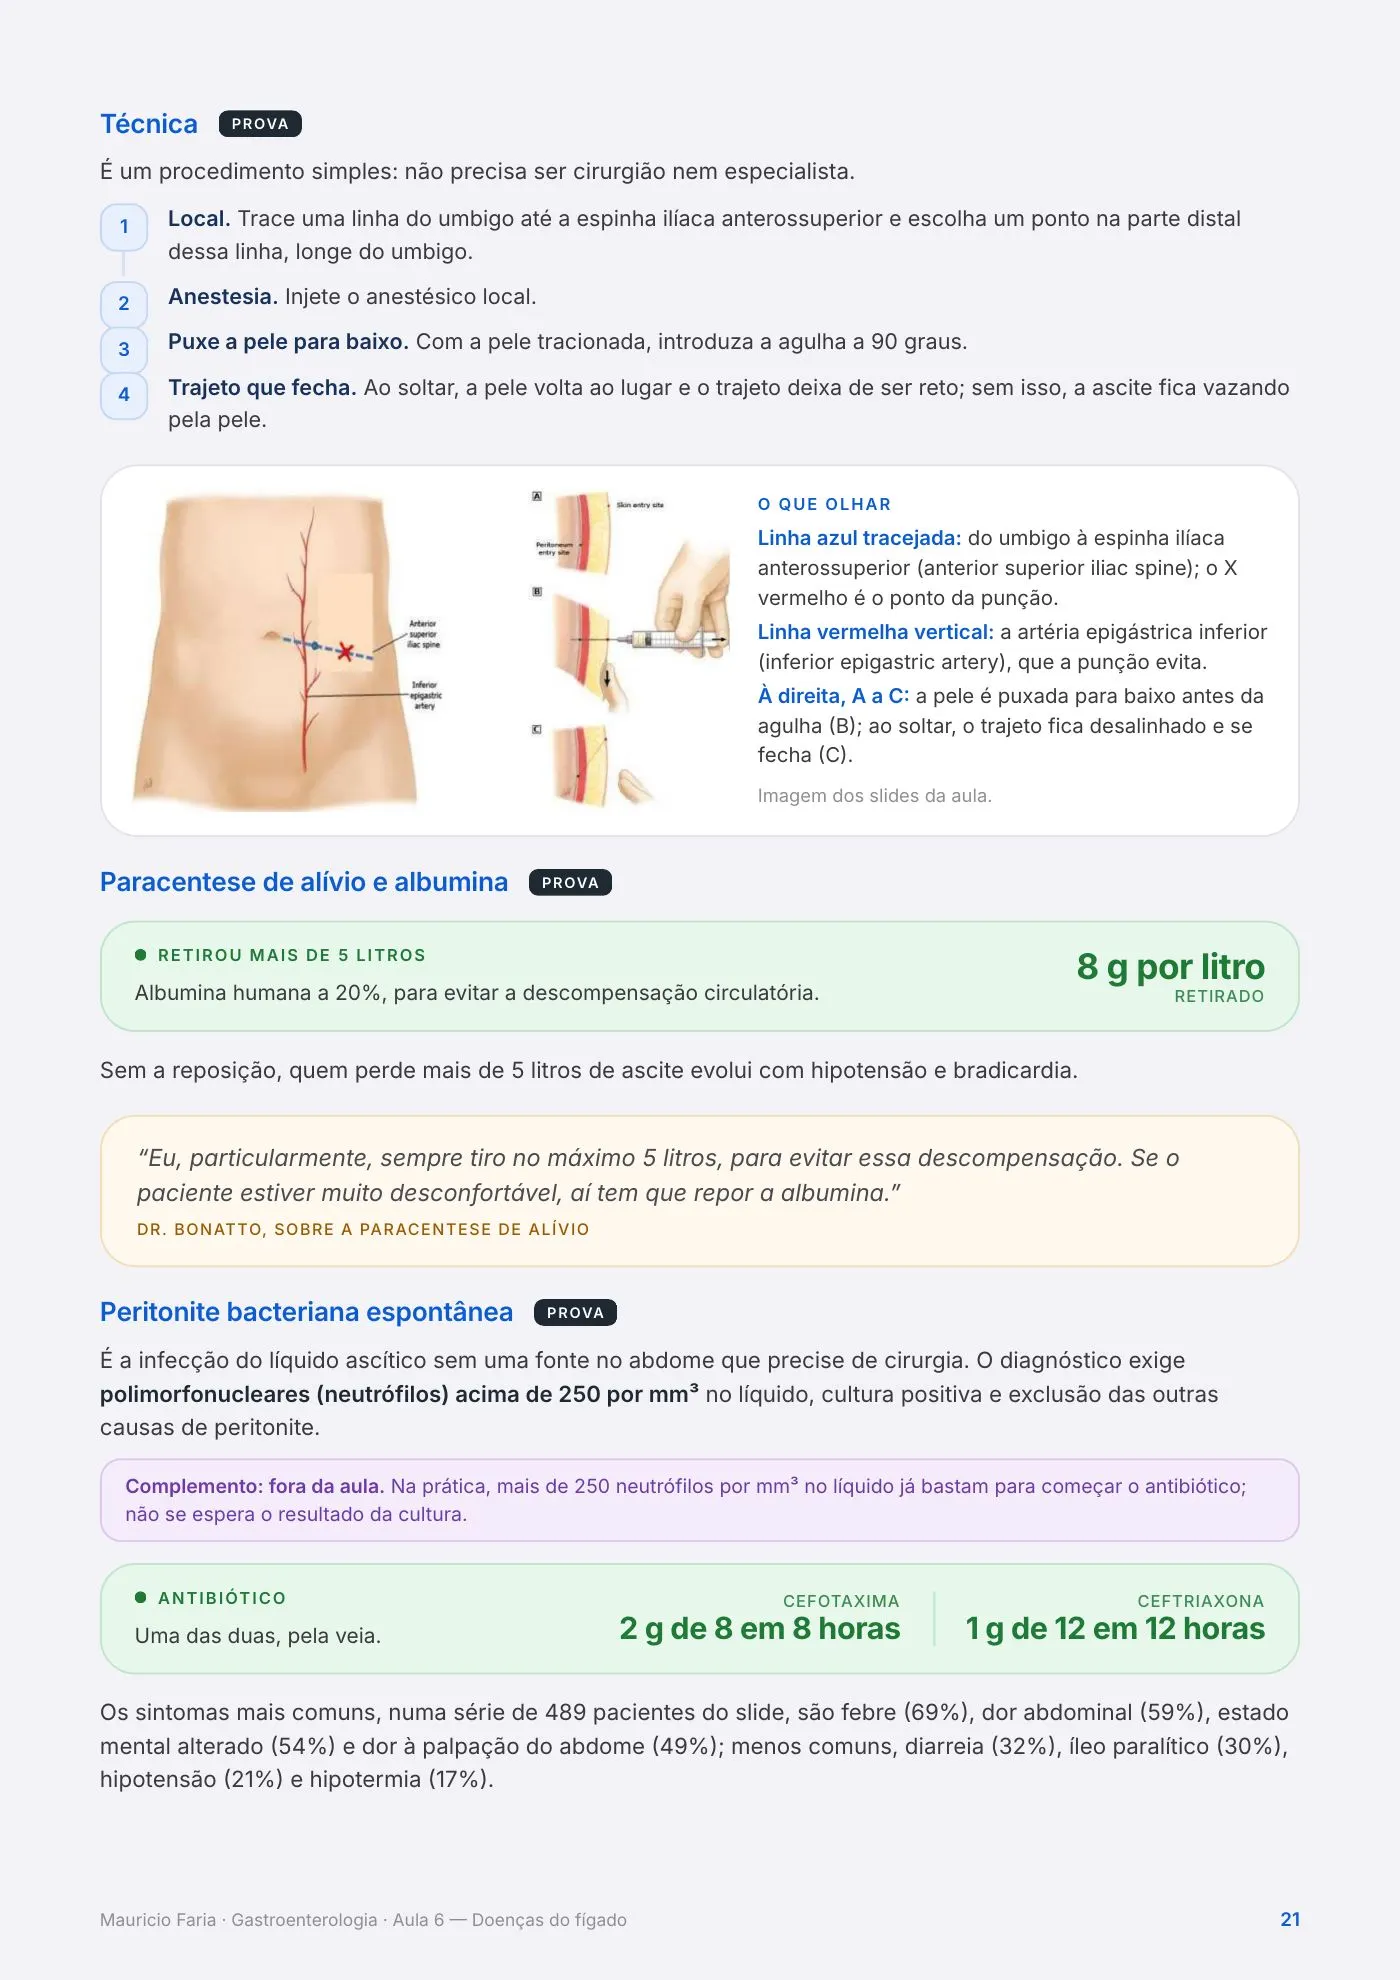 Técnica PROVA
É um procedimento simples: não precisa ser cirurgião nem especialista.
1 Local. Trace uma linha do umbigo até a espinha ilíaca anterossuperior e escolha um ponto na parte distal
dessa linha, longe do umbigo.
2 Anestesia. Injete o anestésico local.
3 Puxe a pele para baixo. Com a pele tracionada, introduza a agulha a 90 graus.
4 Trajeto que fecha. Ao soltar, a pele volta ao lugar e o trajeto deixa de ser reto; sem isso, a ascite fica vazando
pela pele.
Anterior
superior
iliac spine
Inferior
epigastric
artery
A
Skin entry site
Peritoneum
entry site
B
C
O QUE OLHAR
Linha azul tracejada: do umbigo à espinha ilíaca
anterossuperior (anterior superior iliac spine); o X
vermelho é o ponto da punção.
Linha vermelha vertical: a artéria epigástrica inferior
(inferior epigastric artery), que a punção evita.
À direita, A a C: a pele é puxada para baixo antes da
agulha (B); ao soltar, o trajeto fica desalinhado e se
fecha (C).
Imagem dos slides da aula.
Paracentese de alívio e albumina PROVA
RETIROU MAIS DE 5 LITROS
Albumina humana a 20%, para evitar a descompensação circulatória.
8 g por litro
RETIRADO
Sem a reposição, quem perde mais de 5 litros de ascite evolui com hipotensão e bradicardia.
“Eu, particularmente, sempre tiro no máximo 5 litros, para evitar essa descompensação. Se o
paciente estiver muito desconfortável, aí tem que repor a albumina.”
DR. BONATTO, SOBRE A PARACENTESE DE ALÍVIO
Peritonite bacteriana espontânea PROVA
É a infecção do líquido ascítico sem uma fonte no abdome que precise de cirurgia. O diagnóstico exige
polimorfonucleares (neutrófilos) acima de 250 por mm³ no líquido, cultura positiva e exclusão das outras
causas de peritonite.
Complemento: fora da aula. Na prática, mais de 250 neutrófilos por mm³ no líquido já bastam para começar o antibiótico;
não se espera o resultado da cultura.
ANTIBIÓTICO
Uma das duas, pela veia.
CEFOTAXIMA
2 g de 8 em 8 horas
CEFTRIAXONA
1 g de 12 em 12 horas
Os sintomas mais comuns, numa série de 489 pacientes do slide, são febre (69%), dor abdominal (59%), estado
mental alterado (54%) e dor à palpação do abdome (49%); menos comuns, diarreia (32%), íleo paralítico (30%),
hipotensão (21%) e hipotermia (17%).
Mauricio Faria · Gastroenterologia · Aula 6 — Doenças do fígado
21